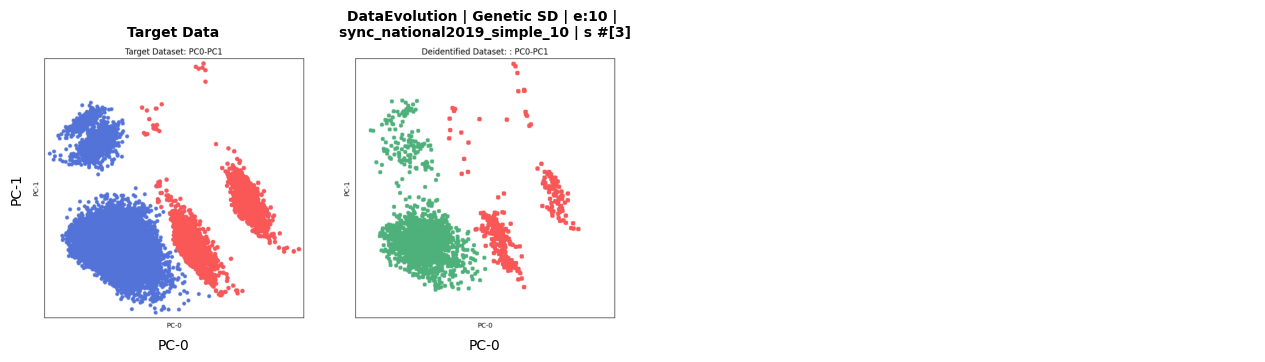 Target Data
Target Dataset: PC0-PC1
PC-1
PC-1
PC-0
PC-0
DataEvolution | Genetic SD | e:10 |
sync_national2019_simple_10 | s #[3]
Deidentified Dataset: : PC0-PC1
PC-1
PC-0
PC-0